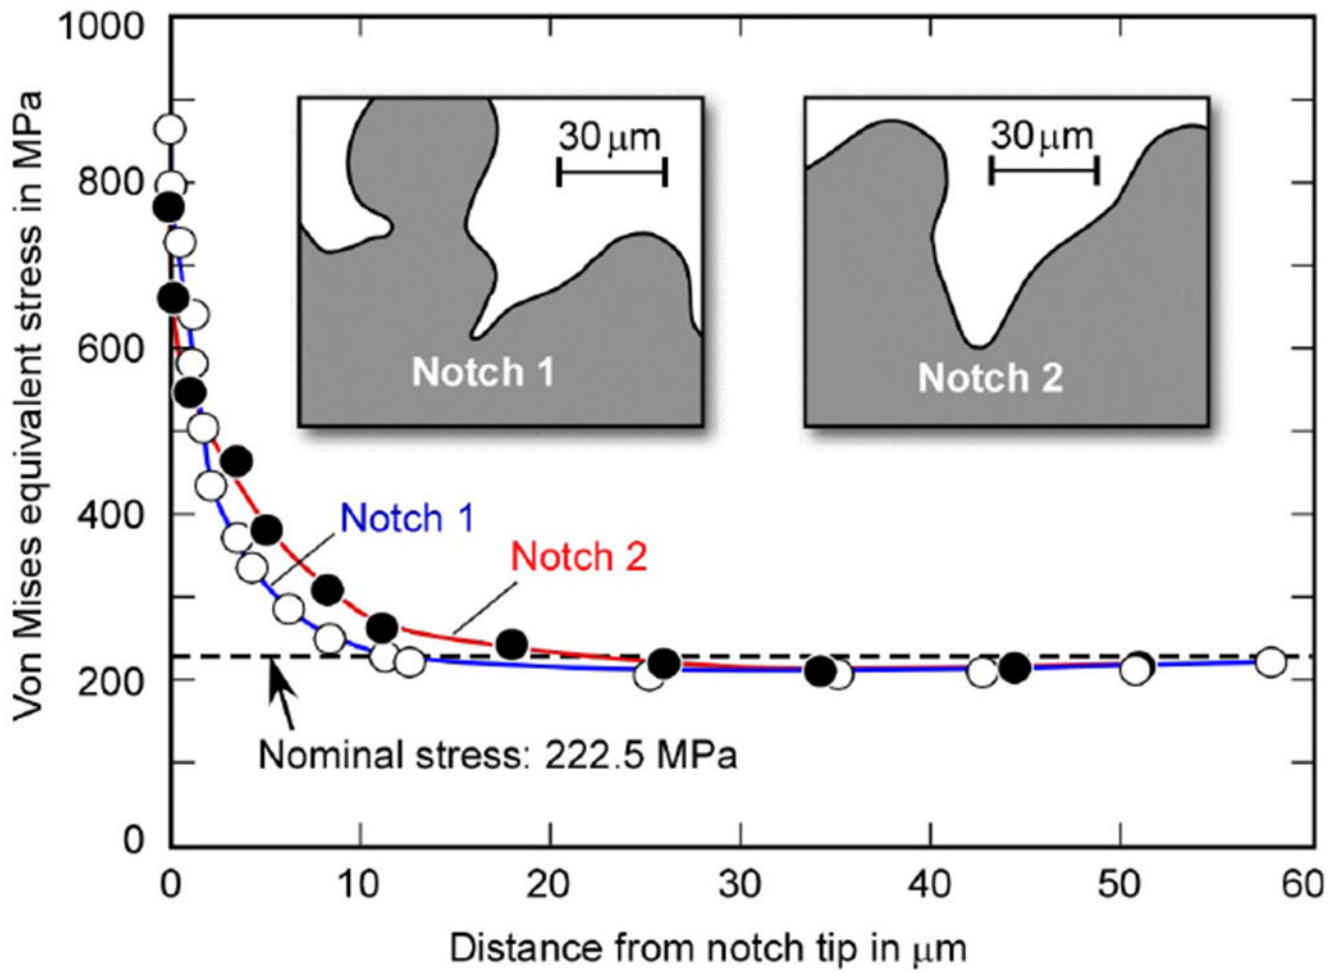 Von Mises equivalent stress in MPa
1000
800
600
400
200
0
30 µm
Notch 1
30 µm
Notch 2
Notch 1
Notch 2
Nominal stress: 222.5 MPa
0 10 20 30 40 50 60
Distance from notch tip in µm